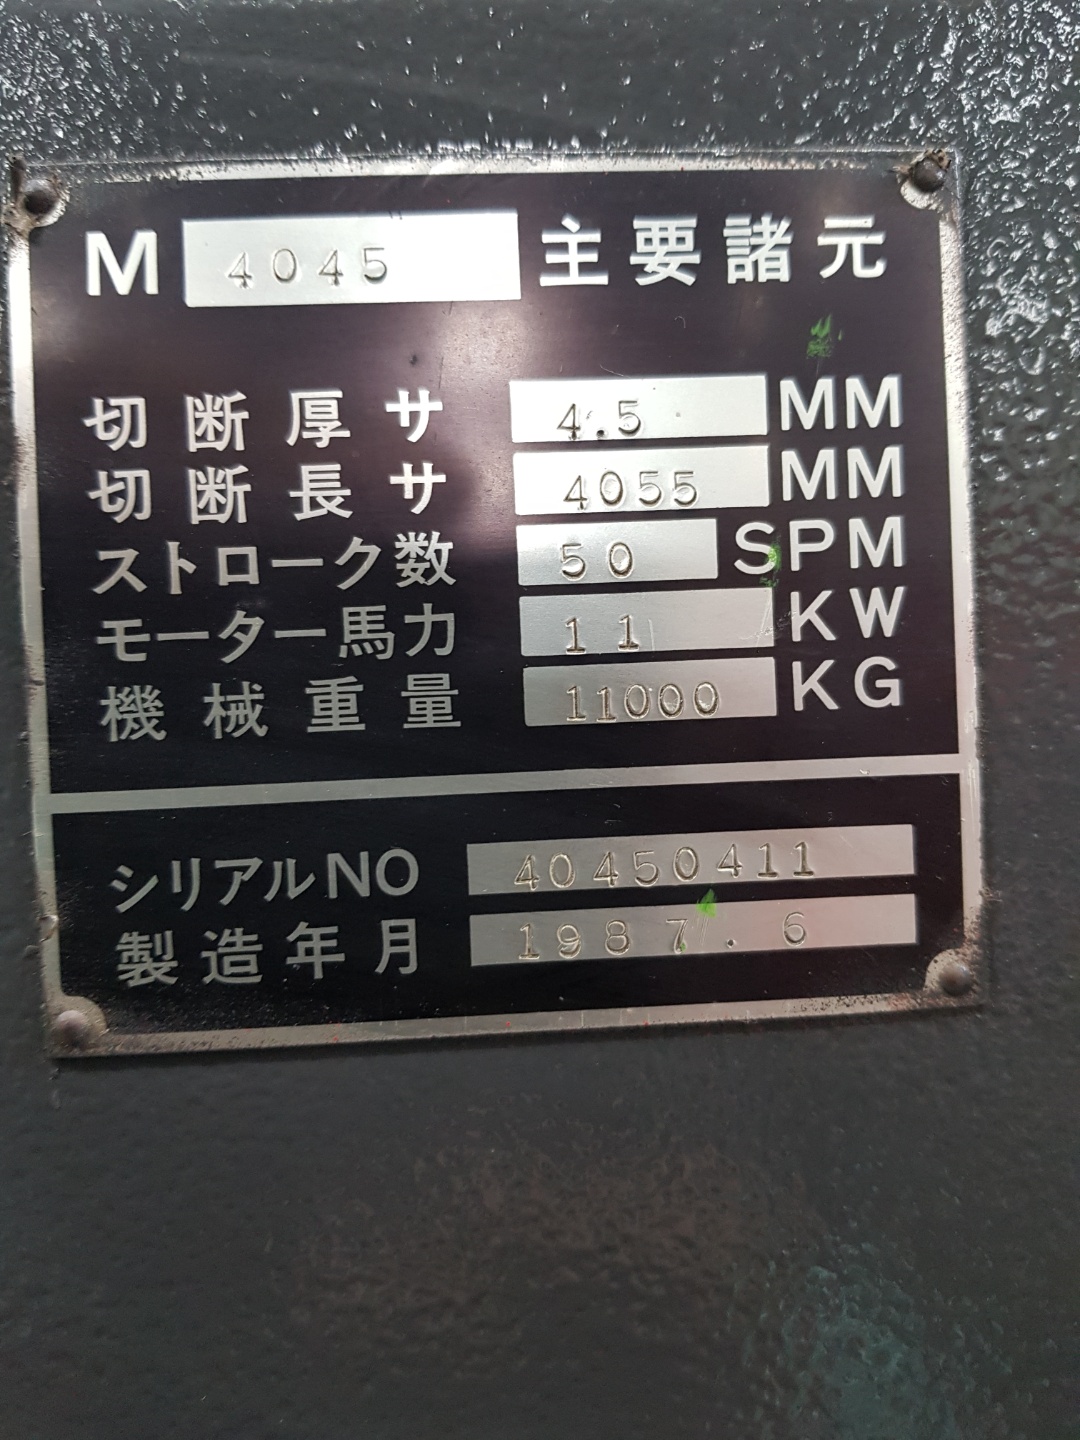 M 4045 主要諸元
切断厚サ 4.5 MM
切断長サ 4055 MM
ストローク数 50 SPM
モーター馬力 11 KW
機械重量 11000 KG
シリアルNO 40450411
製造年月 1987.6